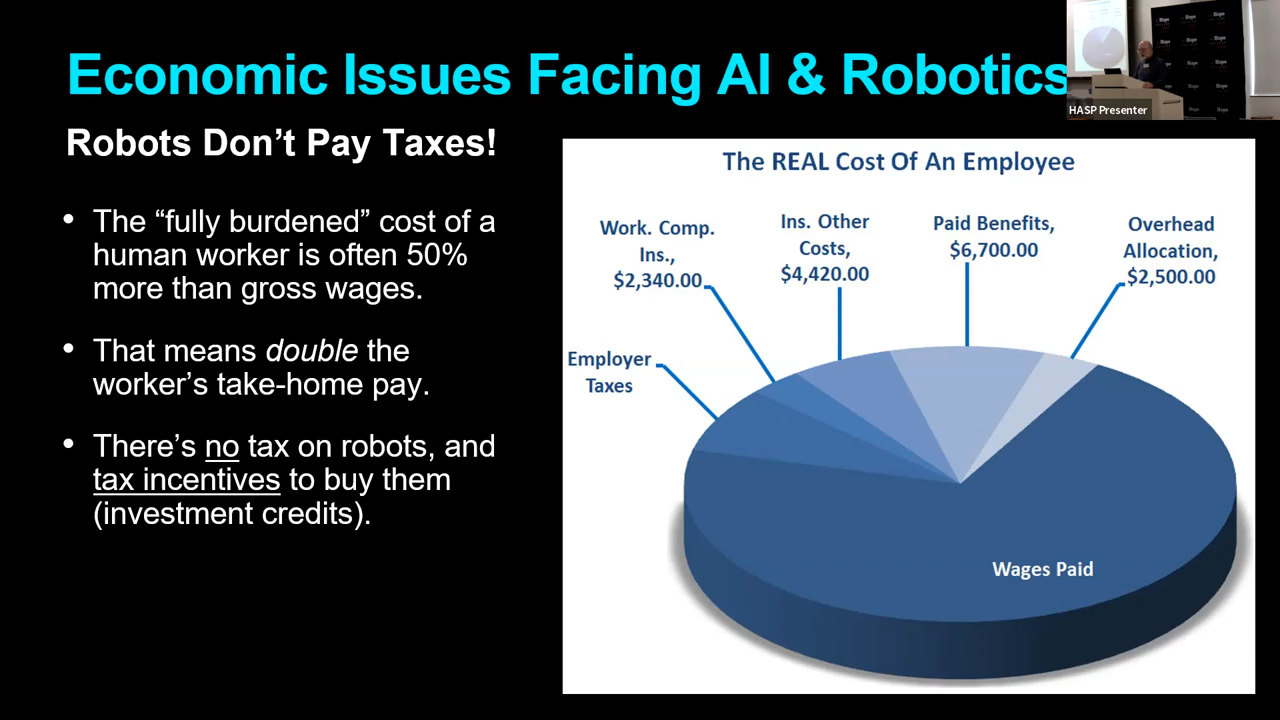 Economic Issues Facing AI & Robotics
HASP Presenter
Robots Don’t Pay Taxes!
• The “fully burdened” cost of a
human worker is often 50%
more than gross wages.
• That means double the
worker’s take-home pay.
• There’s no tax on robots, and
tax incentives to buy them
(investment credits).
The REAL Cost Of An Employee
Work. Comp.
Ins.,
$2,340.00
Ins. Other
Costs,
$4,420.00
Paid Benefits,
$6,700.00
Overhead
Allocation,
$2,500.00
Employer
Taxes
Wages Paid